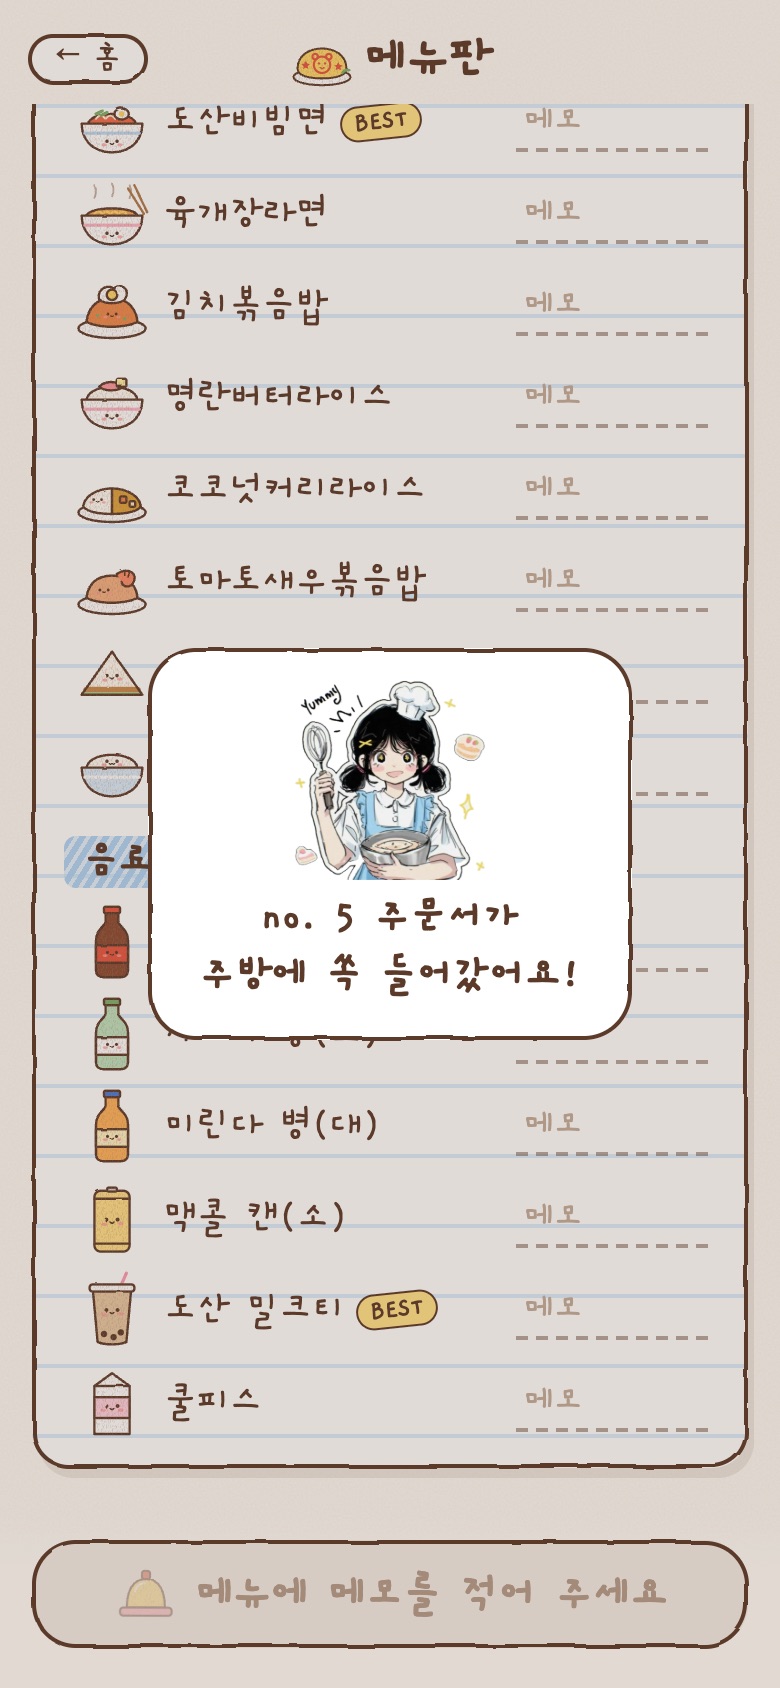 ← 홈
메뉴판
도산비빔면 BEST 메모
육개장라면 메모
김치볶음밥 메모
명란버터라이스 메모
코코넛커리라이스 메모
토마토새우볶음밥 메모
Yummy
no. 5 주문서가
주방에 쏙 들어갔어요!
음료
미린다 병(대) 메모
맥콜 캔(소) 메모
도산 밀크티 BEST 메모
쿨피스 메모
메뉴에 메모를 적어 주세요